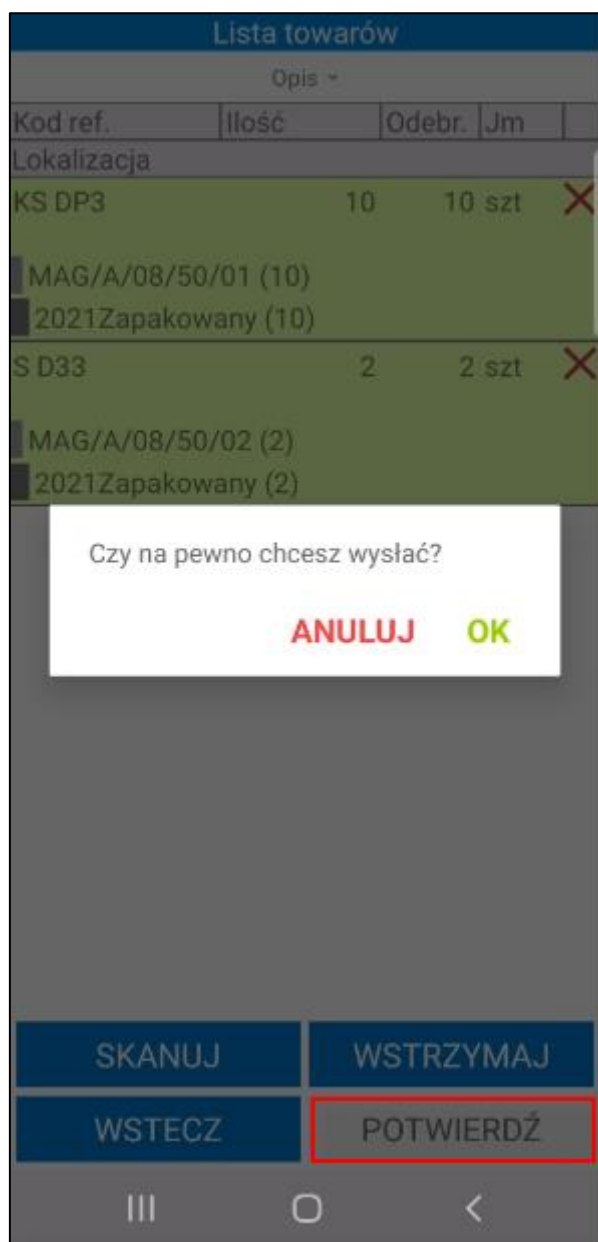 Lista towarów
Opis
Kod ref. Ilość Odebr. Jm
Lokalizacja
KS DP3 10 10 szt
MAG/A/08/50/01 (10)
2021Zapakowany (10)
S D33 2 2 szt
MAG/A/08/50/02 (2)
2021Zapakowany (2)
Czy na pewno chcesz wysłać?
ANULUJ OK
SKANUJ WSTRZYMAJ
WSTECZ POTWIERDŹ